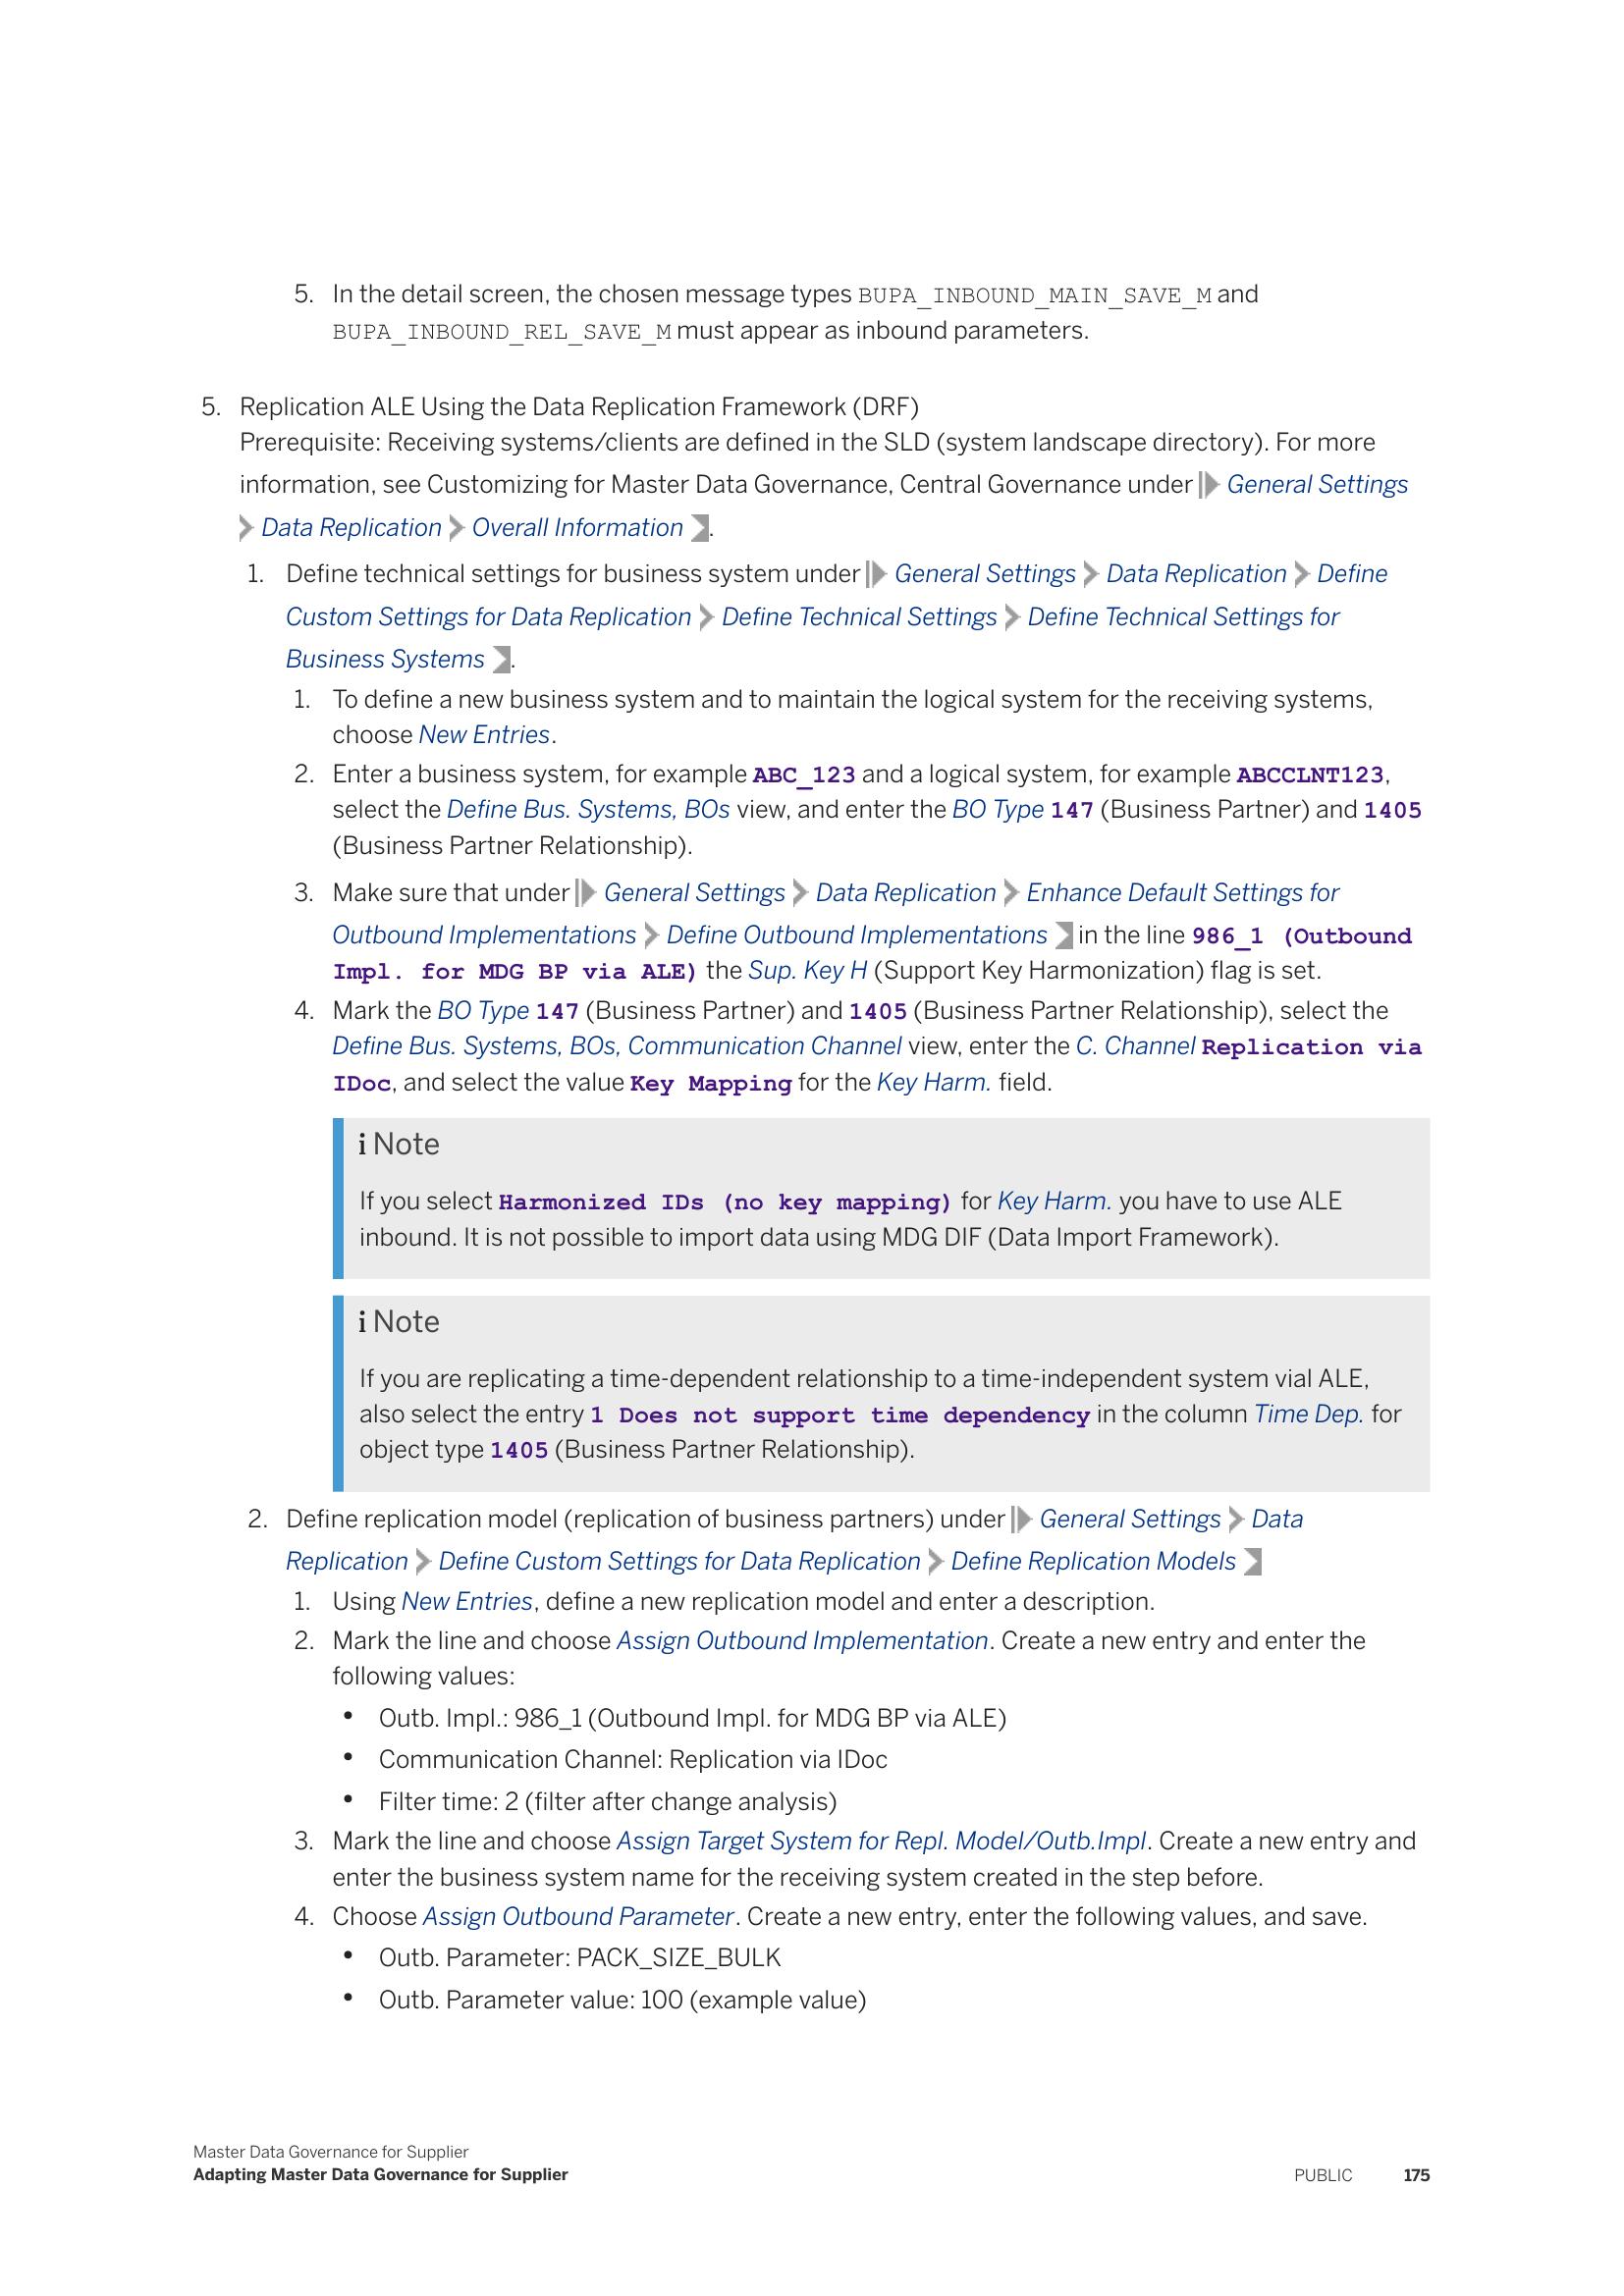 5. In the detail screen, the chosen message types BUPA_INBOUND_MAIN_SAVE_M and
BUPA_INBOUND_REL_SAVE_M must appear as inbound parameters.
5. Replication ALE Using the Data Replication Framework (DRF)
Prerequisite: Receiving systems/clients are defined in the SLD (system landscape directory). For more
information, see Customizing for Master Data Governance, Central Governance under General Settings
Data Replication Overall Information .
1. Define technical settings for business system under General Settings Data Replication Define
Custom Settings for Data Replication Define Technical Settings Define Technical Settings for
Business Systems .
1. To define a new business system and to maintain the logical system for the receiving systems,
choose New Entries.
2. Enter a business system, for example ABC_123 and a logical system, for example ABCCLNT123,
select the Define Bus. Systems, BOs view, and enter the BO Type 147 (Business Partner) and 1405
(Business Partner Relationship).
3. Make sure that under General Settings Data Replication Enhance Default Settings for
Outbound Implementations Define Outbound Implementations in the line 986_1 (Outbound
Impl. for MDG BP via ALE) the Sup. Key H (Support Key Harmonization) flag is set.
4. Mark the BO Type 147 (Business Partner) and 1405 (Business Partner Relationship), select the
Define Bus. Systems, BOs, Communication Channel view, enter the C. Channel Replication via
IDoc, and select the value Key Mapping for the Key Harm. field.
i Note
If you select Harmonized IDs (no key mapping) for Key Harm. you have to use ALE
inbound. It is not possible to import data using MDG DIF (Data Import Framework).
i Note
If you are replicating a time-dependent relationship to a time-independent system vial ALE,
also select the entry 1 Does not support time dependency in the column Time Dep. for
object type 1405 (Business Partner Relationship).
2. Define replication model (replication of business partners) under General Settings Data
Replication Define Custom Settings for Data Replication Define Replication Models
1. Using New Entries, define a new replication model and enter a description.
2. Mark the line and choose Assign Outbound Implementation. Create a new entry and enter the
following values:
• Outb. Impl.: 986_1 (Outbound Impl. for MDG BP via ALE)
• Communication Channel: Replication via IDoc
• Filter time: 2 (filter after change analysis)
3. Mark the line and choose Assign Target System for Repl. Model/Outb.Impl. Create a new entry and
enter the business system name for the receiving system created in the step before.
4. Choose Assign Outbound Parameter. Create a new entry, enter the following values, and save.
• Outb. Parameter: PACK_SIZE_BULK
• Outb. Parameter value: 100 (example value)
Master Data Governance for Supplier
Adapting Master Data Governance for Supplier PUBLIC 175